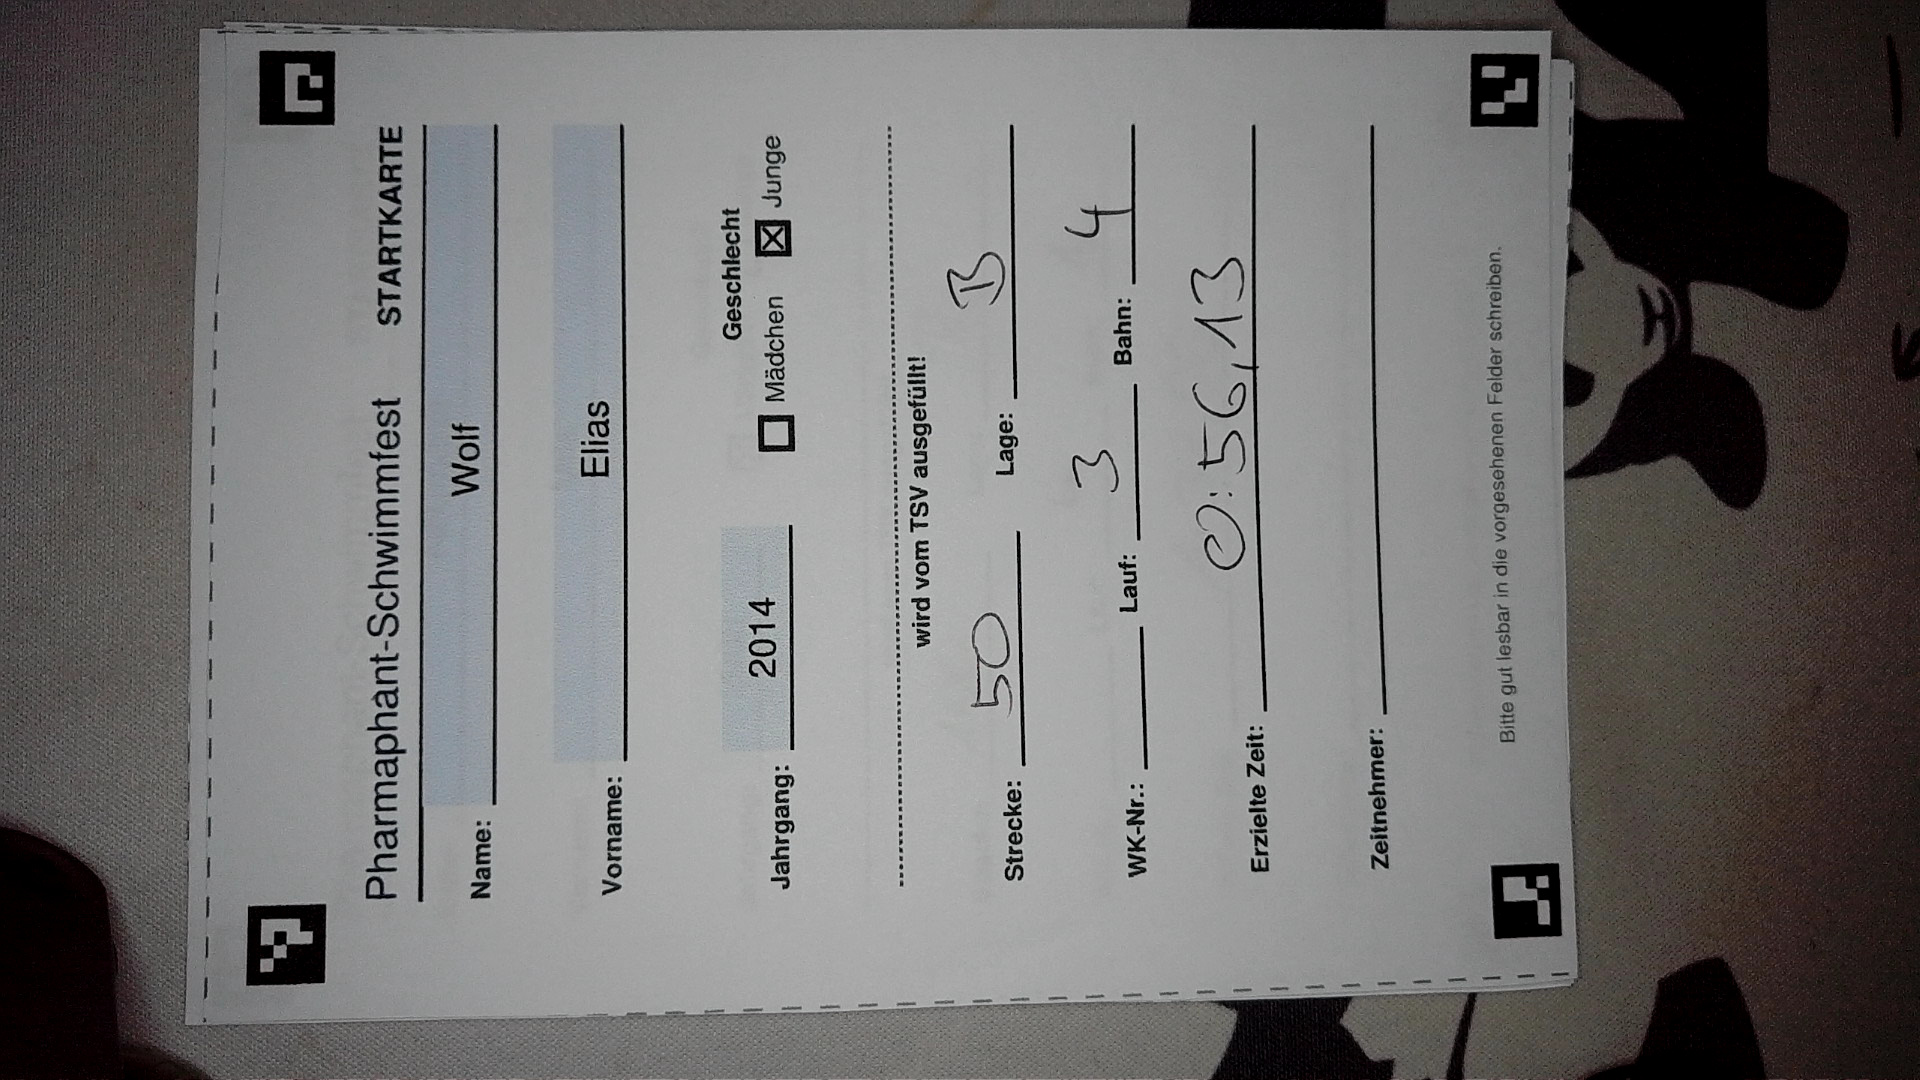 Pharmaphant-Schwimmfest STARTKARTE
Name: Wolf
Vorname: Elias
Geschlecht
Jahrgang: 2014 ☐ Mädchen ☒ Junge
wird vom TSV ausgefüllt!
Strecke: 50 Lage: B
WK-Nr.: Lauf: 3 Bahn: 4
Erzielte Zeit: 0:56,13
Zeitnehmer:
Bitte gut lesbar in die vorgesehenen Felder schreiben.